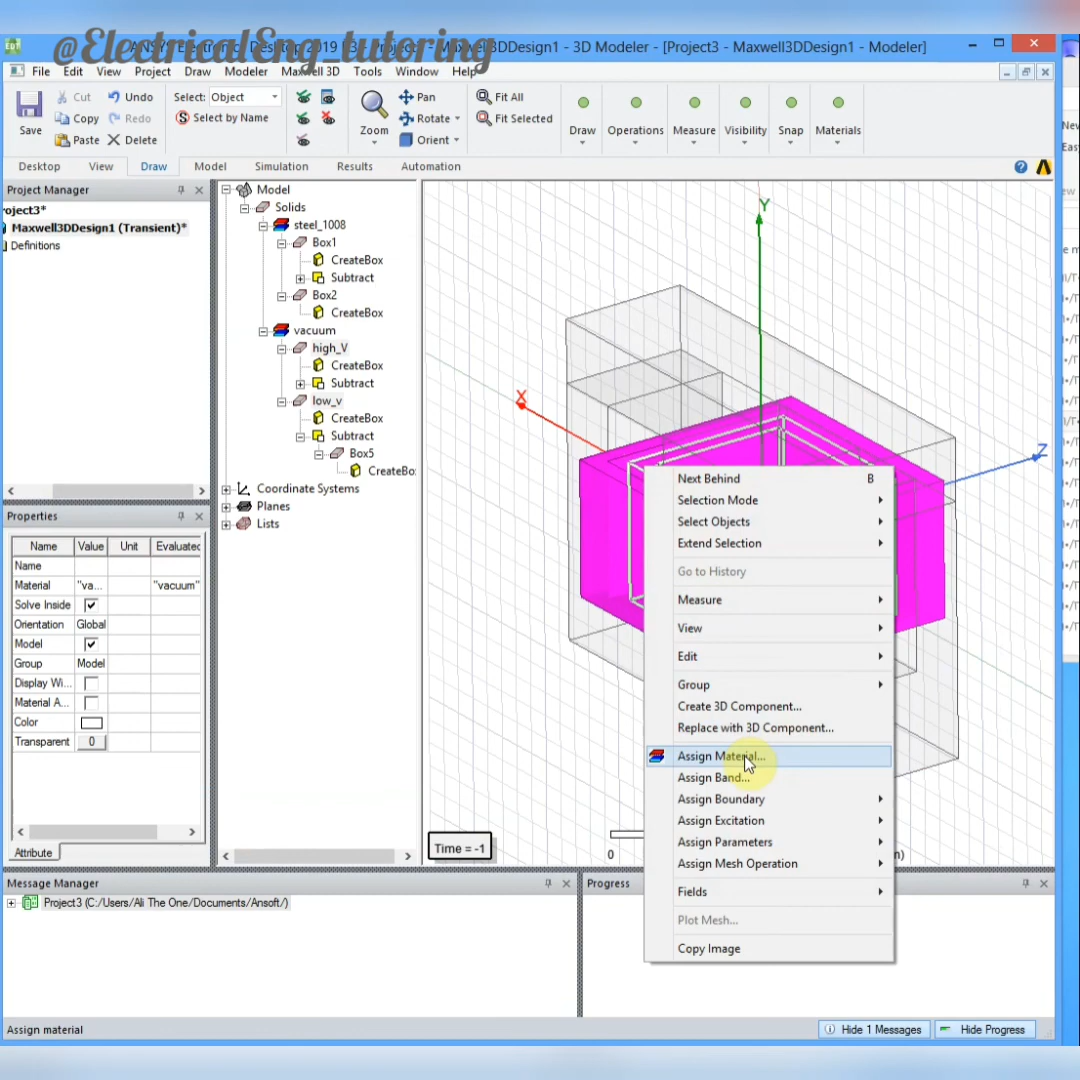 @ElectricalEng_tutoring
Maxwell3DDesign1 - 3D Modeler - [Project3 - Maxwell3DDesign1 - Modeler]
File Edit View Project Draw Modeler Maxwell 3D Tools Window Help
Save
Cut Undo
Copy Redo
Paste Delete
Select: Object
Select by Name
Zoom
Pan
Rotate
Orient
Fit All
Fit Selected
Draw Operations Measure Visibility Snap Materials
Desktop View Draw Model Simulation Results Automation
Project Manager
roject3*
Maxwell3DDesign1 (Transient)*
Definitions
Properties
Name Value Unit Evaluated
Name
Material "va... "vacuum"
Solve Inside
Orientation Global
Model
Group Model
Display Wi...
Material A...
Color
Transparent 0
Attribute
Model
Solids
steel_1008
Box1
CreateBox
Subtract
Box2
CreateBox
vacuum
high_V
CreateBox
Subtract
low_v
CreateBox
Subtract
Box5
CreateBo
Coordinate Systems
Planes
Lists
Y
X
Z
Time = -1
0
Next Behind B
Selection Mode
Select Objects
Extend Selection
Go to History
Measure
View
Edit
Group
Create 3D Component...
Replace with 3D Component...
Assign Material...
Assign Band...
Assign Boundary
Assign Excitation
Assign Parameters
Assign Mesh Operation
Fields
Plot Mesh...
Copy Image
Message Manager
Project3 (C:/Users/Ali The One/Documents/Ansoft/)
Progress
Assign material
Hide 1 Messages Hide Progress